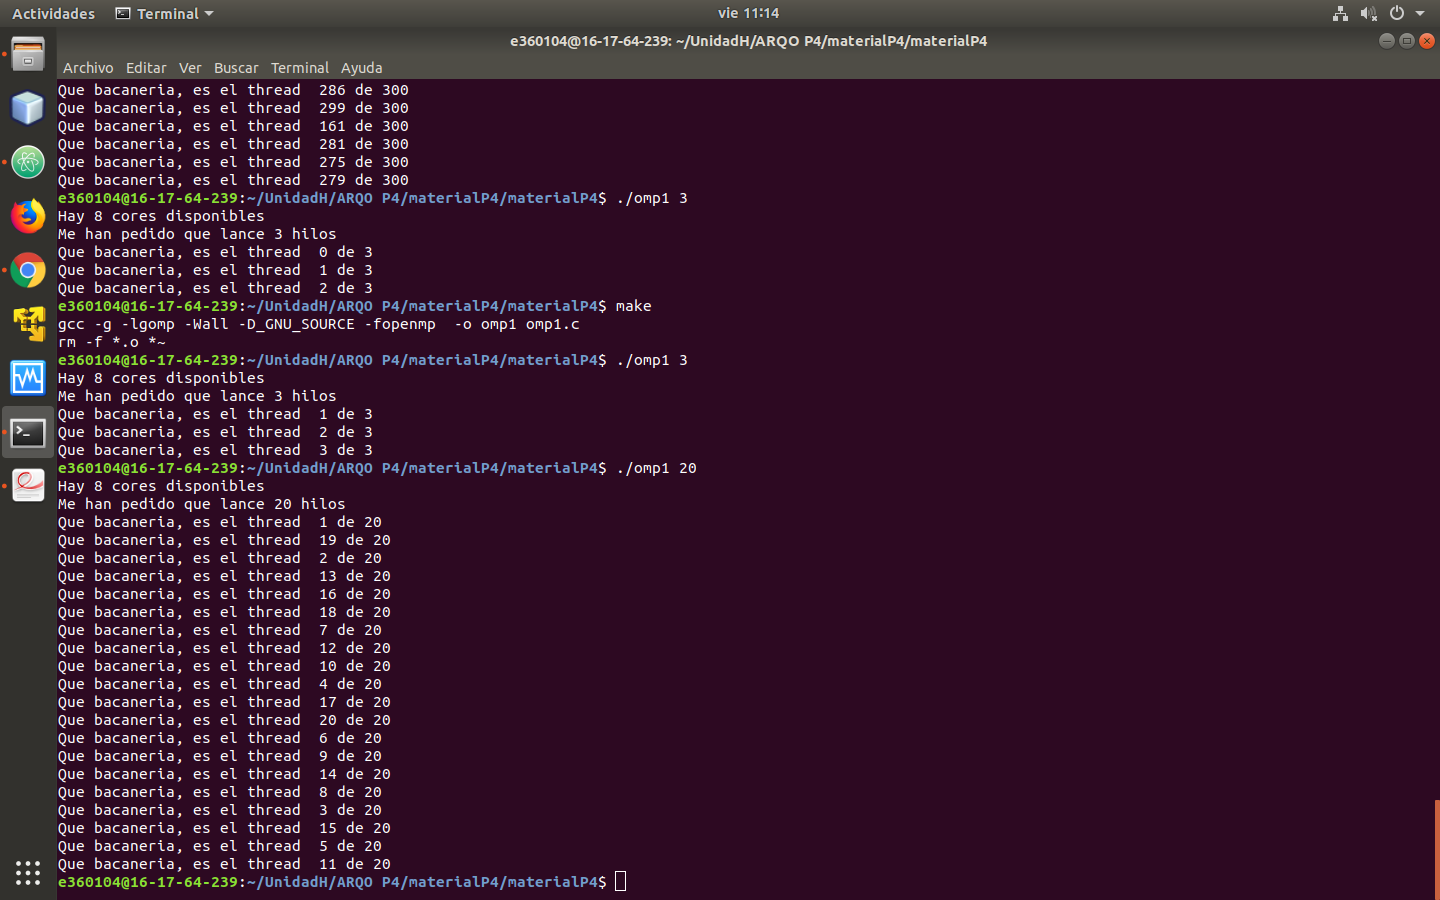 Actividades Terminal vie 11:14
e360104@16-17-64-239: ~/UnidadH/ARQO P4/materialP4/materialP4
Archivo Editar Ver Buscar Terminal Ayuda
Que bacaneria, es el thread  286 de 300
Que bacaneria, es el thread  299 de 300
Que bacaneria, es el thread  161 de 300
Que bacaneria, es el thread  281 de 300
Que bacaneria, es el thread  275 de 300
Que bacaneria, es el thread  279 de 300
e360104@16-17-64-239:~/UnidadH/ARQO P4/materialP4/materialP4$ ./omp1 3
Hay 8 cores disponibles
Me han pedido que lance 3 hilos
Que bacaneria, es el thread  0 de 3
Que bacaneria, es el thread  1 de 3
Que bacaneria, es el thread  2 de 3
e360104@16-17-64-239:~/UnidadH/ARQO P4/materialP4/materialP4$ make
gcc -g -lgomp -Wall -D_GNU_SOURCE -fopenmp  -o omp1 omp1.c
rm -f *.o *~
e360104@16-17-64-239:~/UnidadH/ARQO P4/materialP4/materialP4$ ./omp1 3
Hay 8 cores disponibles
Me han pedido que lance 3 hilos
Que bacaneria, es el thread  1 de 3
Que bacaneria, es el thread  2 de 3
Que bacaneria, es el thread  3 de 3
e360104@16-17-64-239:~/UnidadH/ARQO P4/materialP4/materialP4$ ./omp1 20
Hay 8 cores disponibles
Me han pedido que lance 20 hilos
Que bacaneria, es el thread  1 de 20
Que bacaneria, es el thread  19 de 20
Que bacaneria, es el thread  2 de 20
Que bacaneria, es el thread  13 de 20
Que bacaneria, es el thread  16 de 20
Que bacaneria, es el thread  18 de 20
Que bacaneria, es el thread  7 de 20
Que bacaneria, es el thread  12 de 20
Que bacaneria, es el thread  10 de 20
Que bacaneria, es el thread  4 de 20
Que bacaneria, es el thread  17 de 20
Que bacaneria, es el thread  20 de 20
Que bacaneria, es el thread  6 de 20
Que bacaneria, es el thread  9 de 20
Que bacaneria, es el thread  14 de 20
Que bacaneria, es el thread  8 de 20
Que bacaneria, es el thread  3 de 20
Que bacaneria, es el thread  15 de 20
Que bacaneria, es el thread  5 de 20
Que bacaneria, es el thread  11 de 20
e360104@16-17-64-239:~/UnidadH/ARQO P4/materialP4/materialP4$